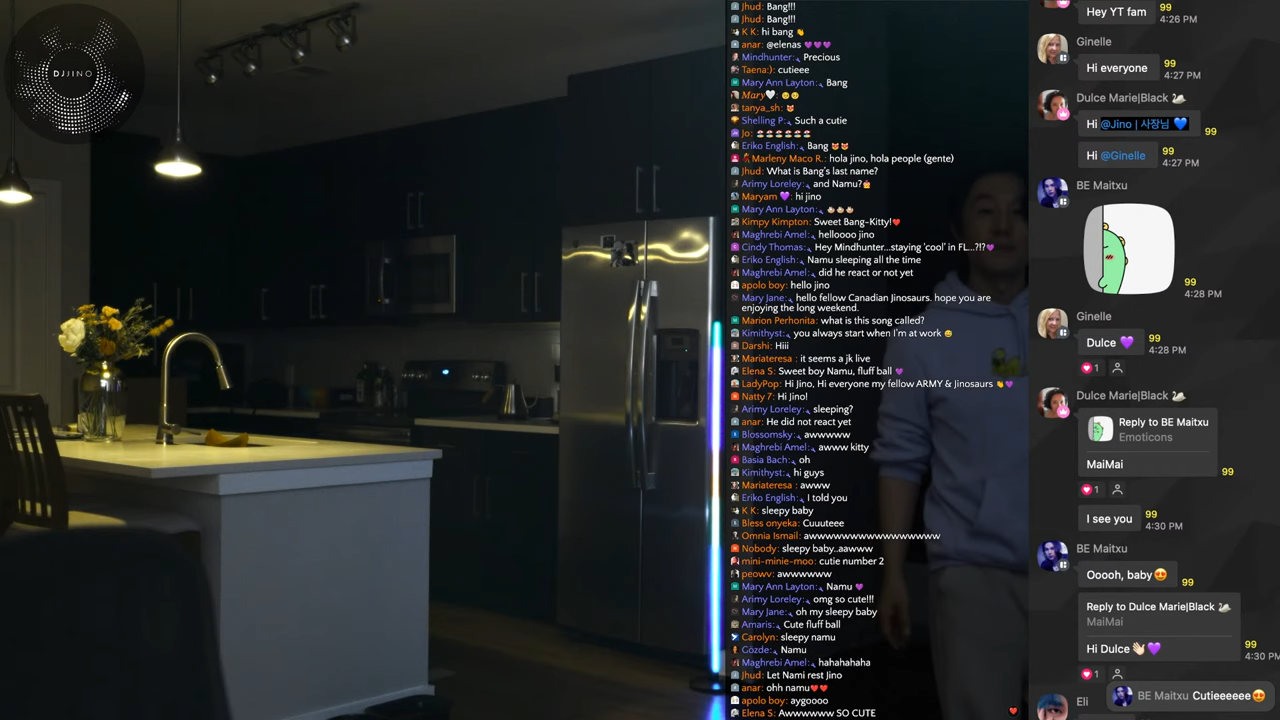 DJJINO
Jhud: Bang!!!
Jhud: Bang!!!
K K: hi bang 👏
anar: @elenas 💜💜💜
Mindhunter: Precious
Taena:): cutieee
Mary Ann Layton: Bang
Mary🤍: 🥺🥺
tanya_sh: 😻
Shelling P: Such a cutie
Jo: 🏖️🏖️🏖️🏖️🏖️🏖️
Eriko English: Bang 😻😻
Marleny Maco R.: hola jino, hola people (gente)
Jhud: What is Bang's last name?
Arimy Loreley: and Namu?
Maryam 💜: hi jino
Mary Ann Layton: 👏🏻👏🏻👏🏻
Kimpy Kimpton: Sweet Bang-Kitty!❤️
Maghrebi Amel: helloooo jino
Cindy Thomas: Hey Mindhunter...staying 'cool' in FL...?!?💜
Eriko English: Namu sleeping all the time
Maghrebi Amel: did he react or not yet
apolo boy: hello jino
Mary Jane: hello fellow Canadian Jinosaurs. hope you are
enjoying the long weekend.
Marion Perhonita: what is this song called?
Kimithyst: you always start when I'm at work 😅
Darshi: Hiii
Mariateresa: it seems a jk live
Elena S: Sweet boy Namu, fluff ball 💜
LadyPop: Hi Jino, Hi everyone my fellow ARMY & Jinosaurs 👋💜
Natty 7: Hi Jino!
Arimy Loreley: sleeping?
anar: He did not react yet
Blossomsky: awwwww
Maghrebi Amel: awww kitty
Basia Bach: oh
Kimithyst: hi guys
Mariateresa : awww
Eriko English: I told you
K K: sleepy baby
Bless onyeka: Cuuuteee
Omnia Ismail: awwwwwwwwwwwwwwwww
Nobody: sleepy baby..aawww
mini-minie-moo: cutie number 2
peowv: awwwwww
Mary Ann Layton: Namu 💜
Arimy Loreley: omg so cute!!!
Mary Jane: oh my sleepy baby
Amaris: Cute fluff ball
Carolyn: sleepy namu
Gözde: Namu
Maghrebi Amel: hahahahaha
Jhud: Let Nami rest Jino
anar: ohh namu❤️❤️
apolo boy: aygoooo
Elena S: Awwwwww SO CUTE
Hey YT fam
99
4:26 PM
Ginelle
Hi everyone
99
4:27 PM
Dulce Marie|Black 🦢
Hi @Jino | 사장님 💙
99
Hi @Ginelle
99
4:27 PM
BE Maitxu
99
4:28 PM
Ginelle
Dulce 💜
99
4:28 PM
1
Dulce Marie|Black 🦢
Reply to BE Maitxu
Emoticons
MaiMai
99
1
I see you
99
4:30 PM
BE Maitxu
Ooooh, baby😍
99
Reply to Dulce Marie|Black 🦢
MaiMai
Hi Dulce 👋🏻💜
99
4:30 PM
1
Eli
BE Maitxu Cutieeeeee😍